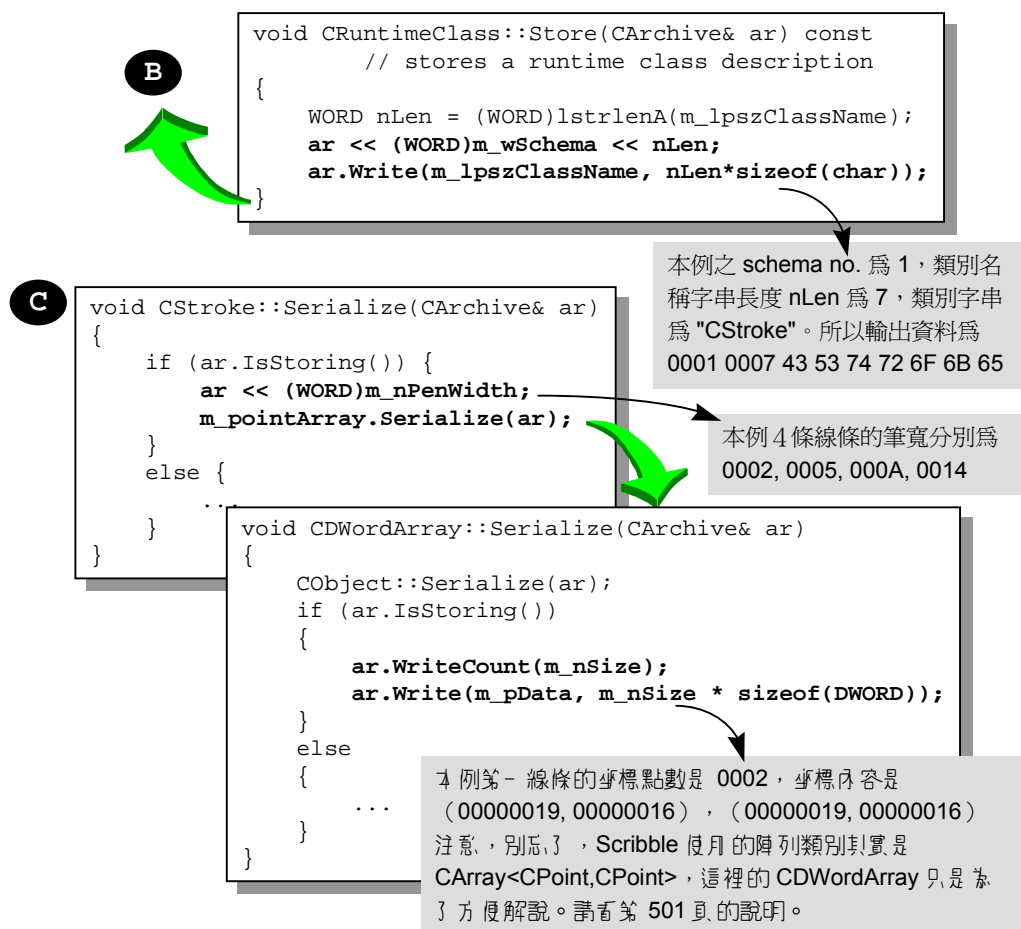 B
void CRuntimeClass::Store(CArchive& ar) const
// stores a runtime class description
{
WORD nLen = (WORD)lstrlenA(m_lpszClassName);
ar << (WORD)m_wSchema << nLen;
ar.Write(m_lpszClassName, nLen*sizeof(char));
}
本例之 schema no. 為 1,類別名
稱字串長度 nLen 為 7,類別字串
為 "CStroke"。所以輸出資料為
0001 0007 43 53 74 72 6F 6B 65
C
void CStroke::Serialize(CArchive& ar)
{
if (ar.IsStoring()) {
ar << (WORD)m_nPenWidth;
m_pointArray.Serialize(ar);
}
else {
...
}
}
本例4條線條的筆寬分別為
0002, 0005, 000A, 0014
void CDWordArray::Serialize(CArchive& ar)
{
CObject::Serialize(ar);
if (ar.IsStoring())
{
ar.WriteCount(m_nSize);
ar.Write(m_pData, m_nSize * sizeof(DWORD));
}
else
{
...
}
}
本例第一線條的座標點數是 0002,座標內容是
(00000019, 00000016),(00000019, 00000016)
注意,別忘了,Scribble 使用的陣列類別其實是
CArray<CPoint,CPoint>,這裡的 CDWordArray 只是為
了方便解說。請看第 501 頁的說明。